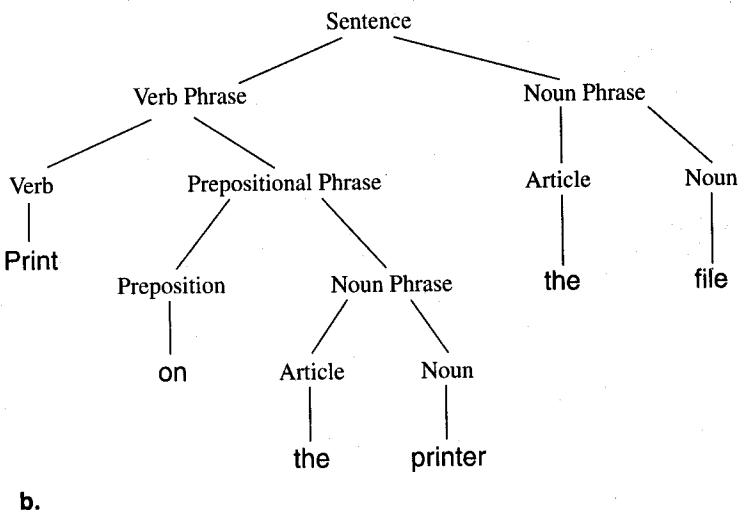 Sentence
Verb Phrase Noun Phrase
Verb Prepositional Phrase Article Noun
Print Preposition Noun Phrase the file
on Article Noun
the printer
b.